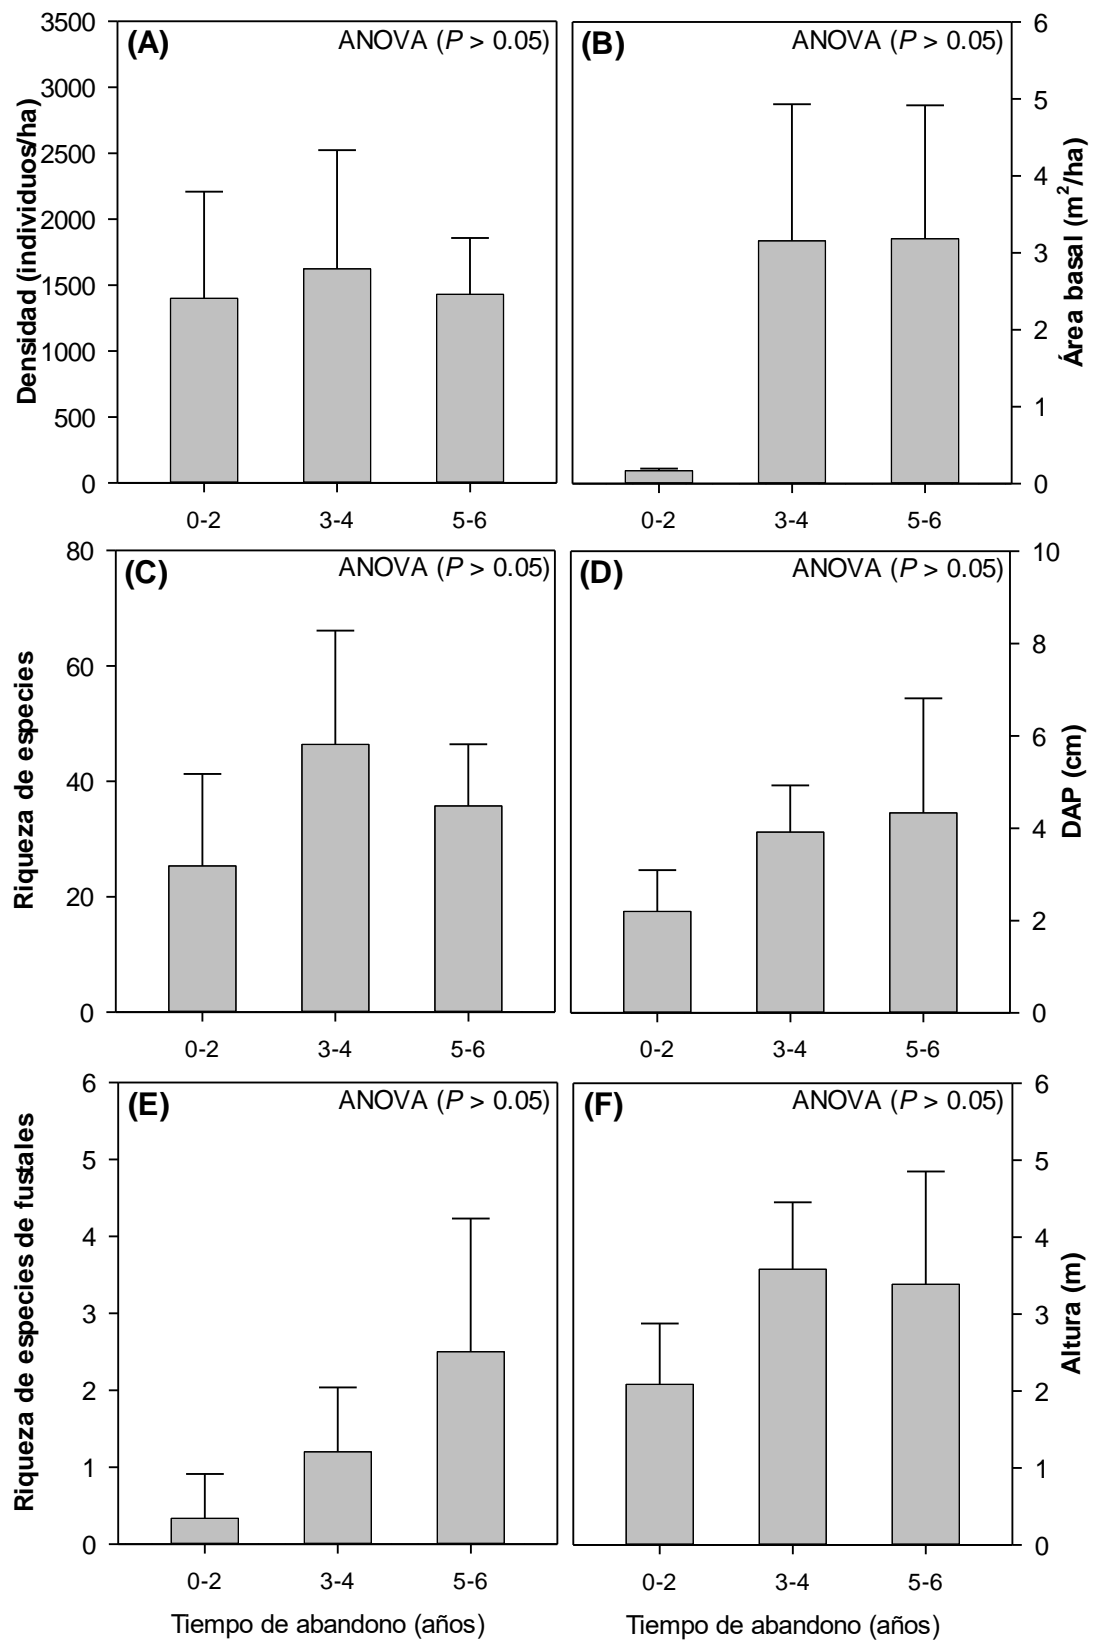 (A) ANOVA (P > 0.05)
Densidad (individuos/ha)
3500
3000
2500
2000
1500
1000
500
0
0-2 3-4 5-6
(B) ANOVA (P > 0.05)
6
5
4
3
2
1
0
Área basal (m²/ha)
0-2 3-4 5-6
(C) ANOVA (P > 0.05)
Riqueza de especies
80
60
40
20
0
0-2 3-4 5-6
(D) ANOVA (P > 0.05)
10
8
6
4
2
0
DAP (cm)
0-2 3-4 5-6
(E) ANOVA (P > 0.05)
Riqueza de especies de fustales
6
5
4
3
2
1
0
0-2 3-4 5-6
Tiempo de abandono (años)
(F) ANOVA (P > 0.05)
6
5
4
3
2
1
0
Altura (m)
0-2 3-4 5-6
Tiempo de abandono (años)